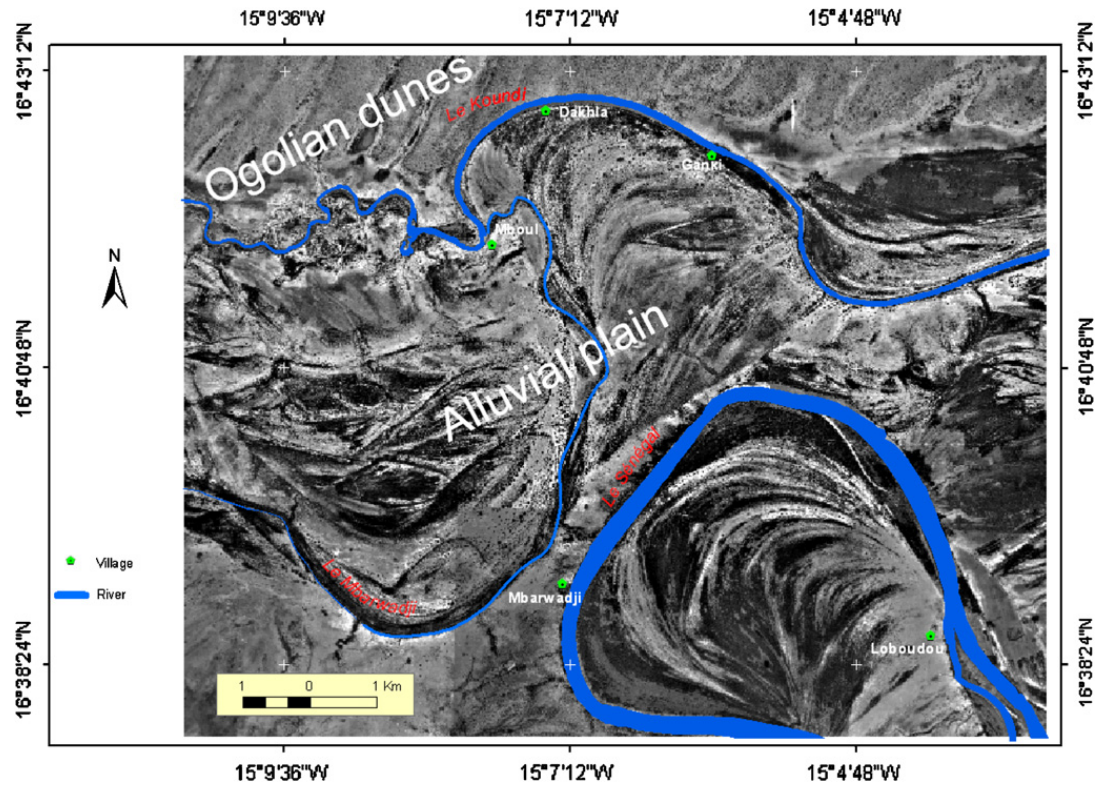 15°9'36"W 15°7'12"W 15°4'48"W
16°43'12"N 16°43'12"N
Ogolian dunes
Le Koundi
Dakhla
Ganki
Mboul
N
16°40'48"N 16°40'48"N
Alluvial plain
Le Sénégal
Village
River
Le Mbarwadji
Mbarwadji
Loboudou
16°38'24"N 16°38'24"N
1 0 1 Km
15°9'36"W 15°7'12"W 15°4'48"W